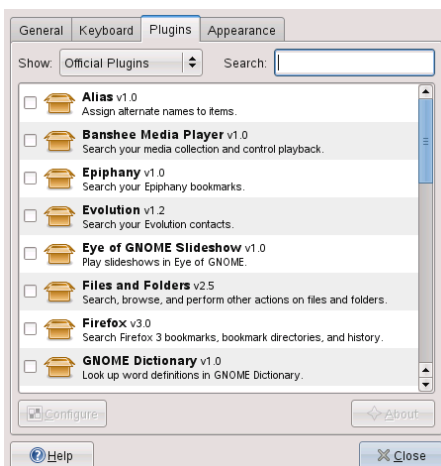 General Keyboard Plugins Appearance
Show: Official Plugins Search:
Alias v1.0
Assign alternate names to items.
Banshee Media Player v1.0
Search your media collection and control playback.
Epiphany v1.0
Search your Epiphany bookmarks.
Evolution v1.2
Search your Evolution contacts.
Eye of GNOME Slideshow v1.0
Play slideshows in Eye of GNOME.
Files and Folders v2.5
Search, browse, and perform other actions on files and folders.
Firefox v3.0
Search Firefox 3 bookmarks, bookmark directories, and history.
GNOME Dictionary v1.0
Look up word definitions in GNOME Dictionary.
Configure About
Help Close